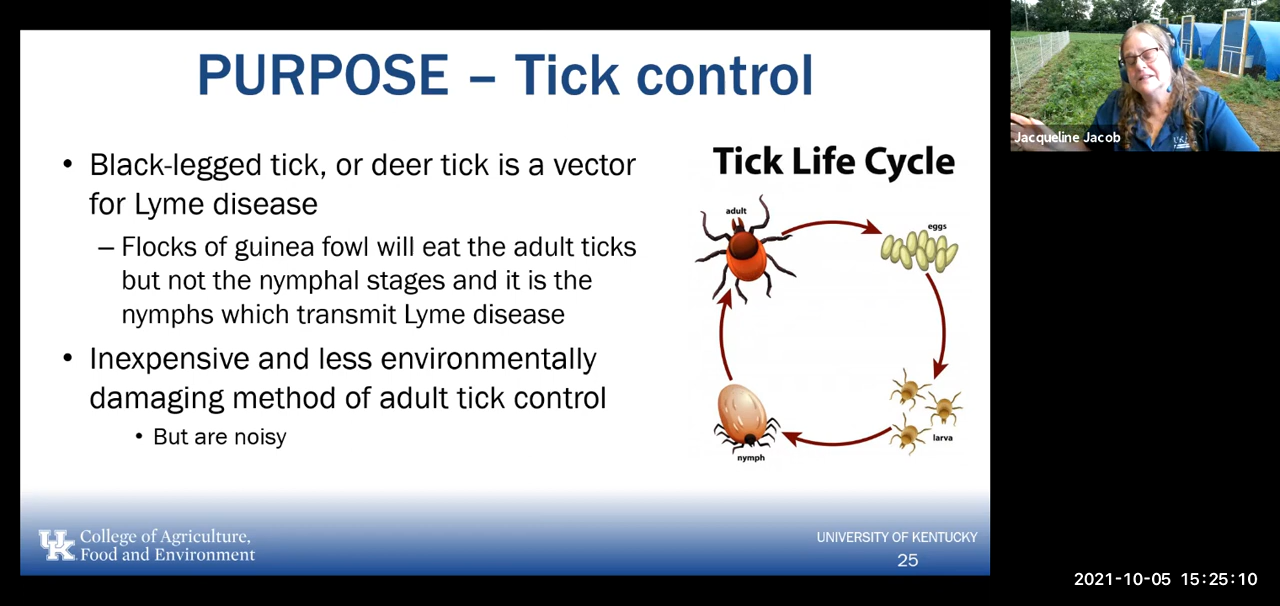 PURPOSE – Tick control
• Black-legged tick, or deer tick is a vector
for Lyme disease
– Flocks of guinea fowl will eat the adult ticks
but not the nymphal stages and it is the
nymphs which transmit Lyme disease
• Inexpensive and less environmentally
damaging method of adult tick control
• But are noisy
Tick Life Cycle
adult
eggs
larva
nymph
UK College of Agriculture,
Food and Environment
UNIVERSITY OF KENTUCKY
25
Jacqueline Jacob
2021-10-05 15:25:10